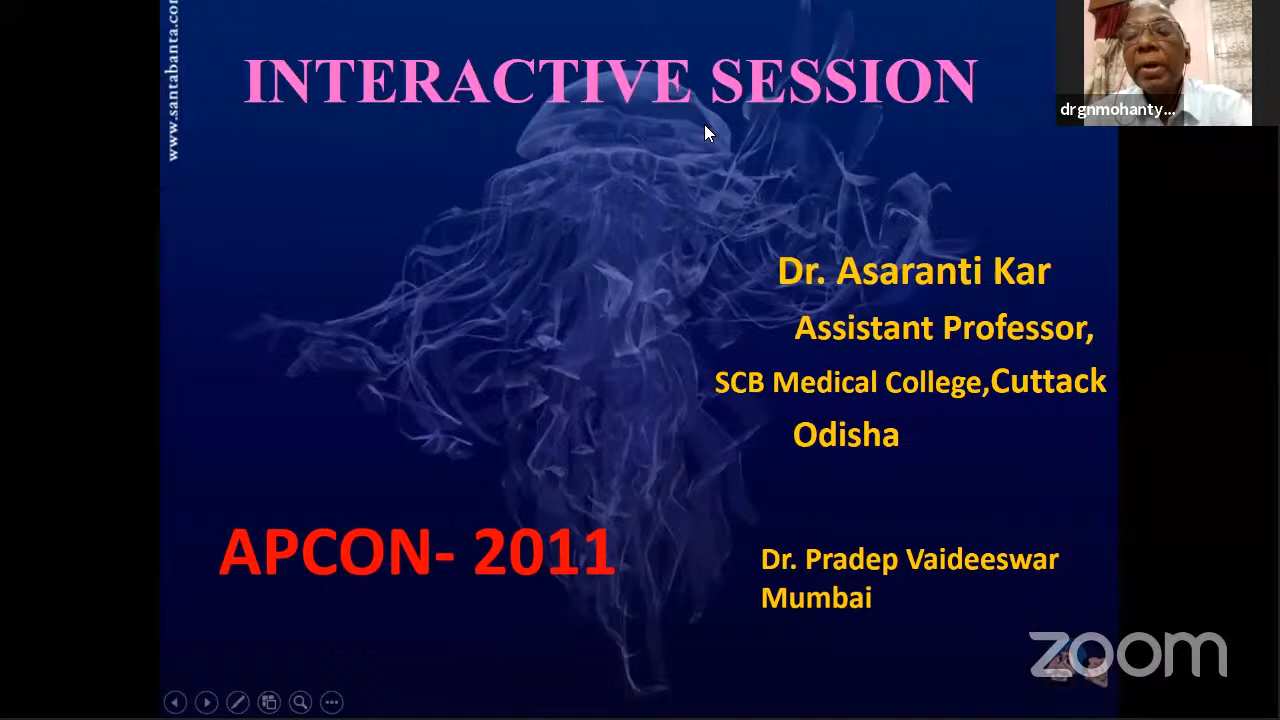 www.santabanta.com
INTERACTIVE SESSION
drgnmohanty...
Dr. Asaranti Kar
Assistant Professor,
SCB Medical College,Cuttack
Odisha
APCON- 2011
Dr. Pradep Vaideeswar
Mumbai
zoom